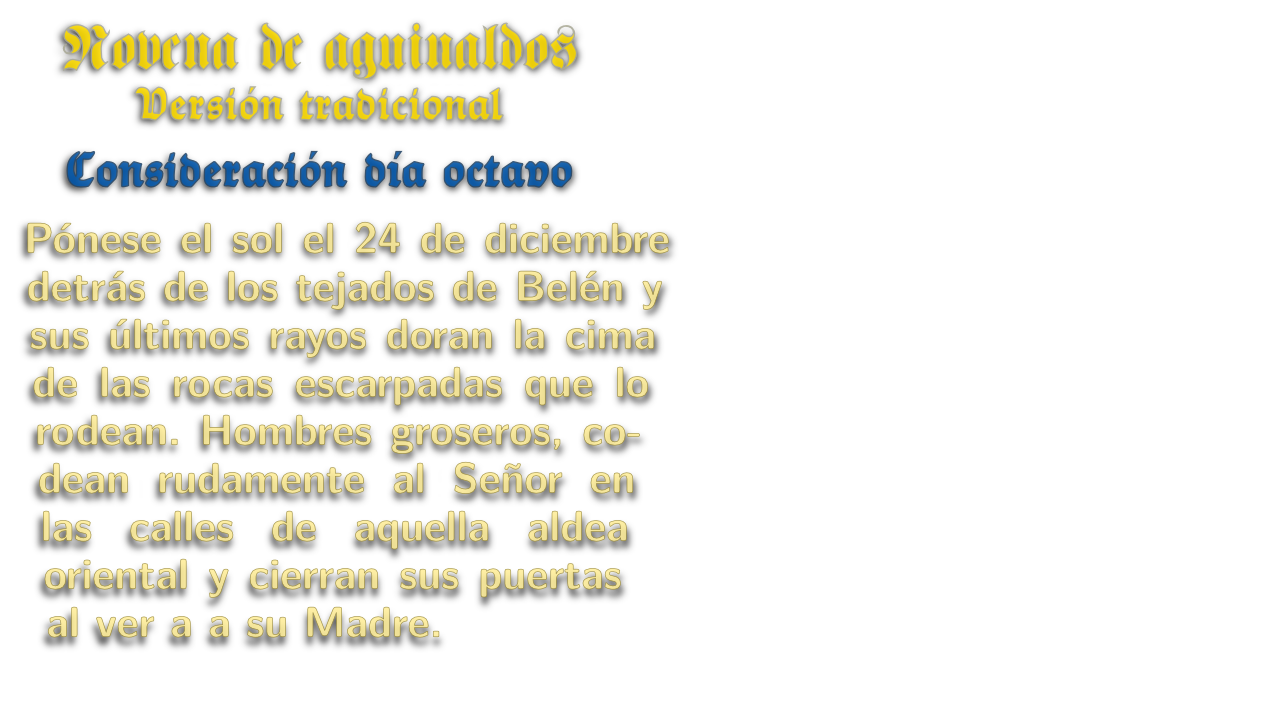 Novena de aguinaldos
Versión tradicional
Consideración día octavo
Pónese el sol el 24 de diciembre
detrás de los tejados de Belén y
sus últimos rayos doran la cima
de las rocas escarpadas que lo
rodean. Hombres groseros, co-
dean rudamente al Señor en
las calles de aquella aldea
oriental y cierran sus puertas
al ver a a su Madre.